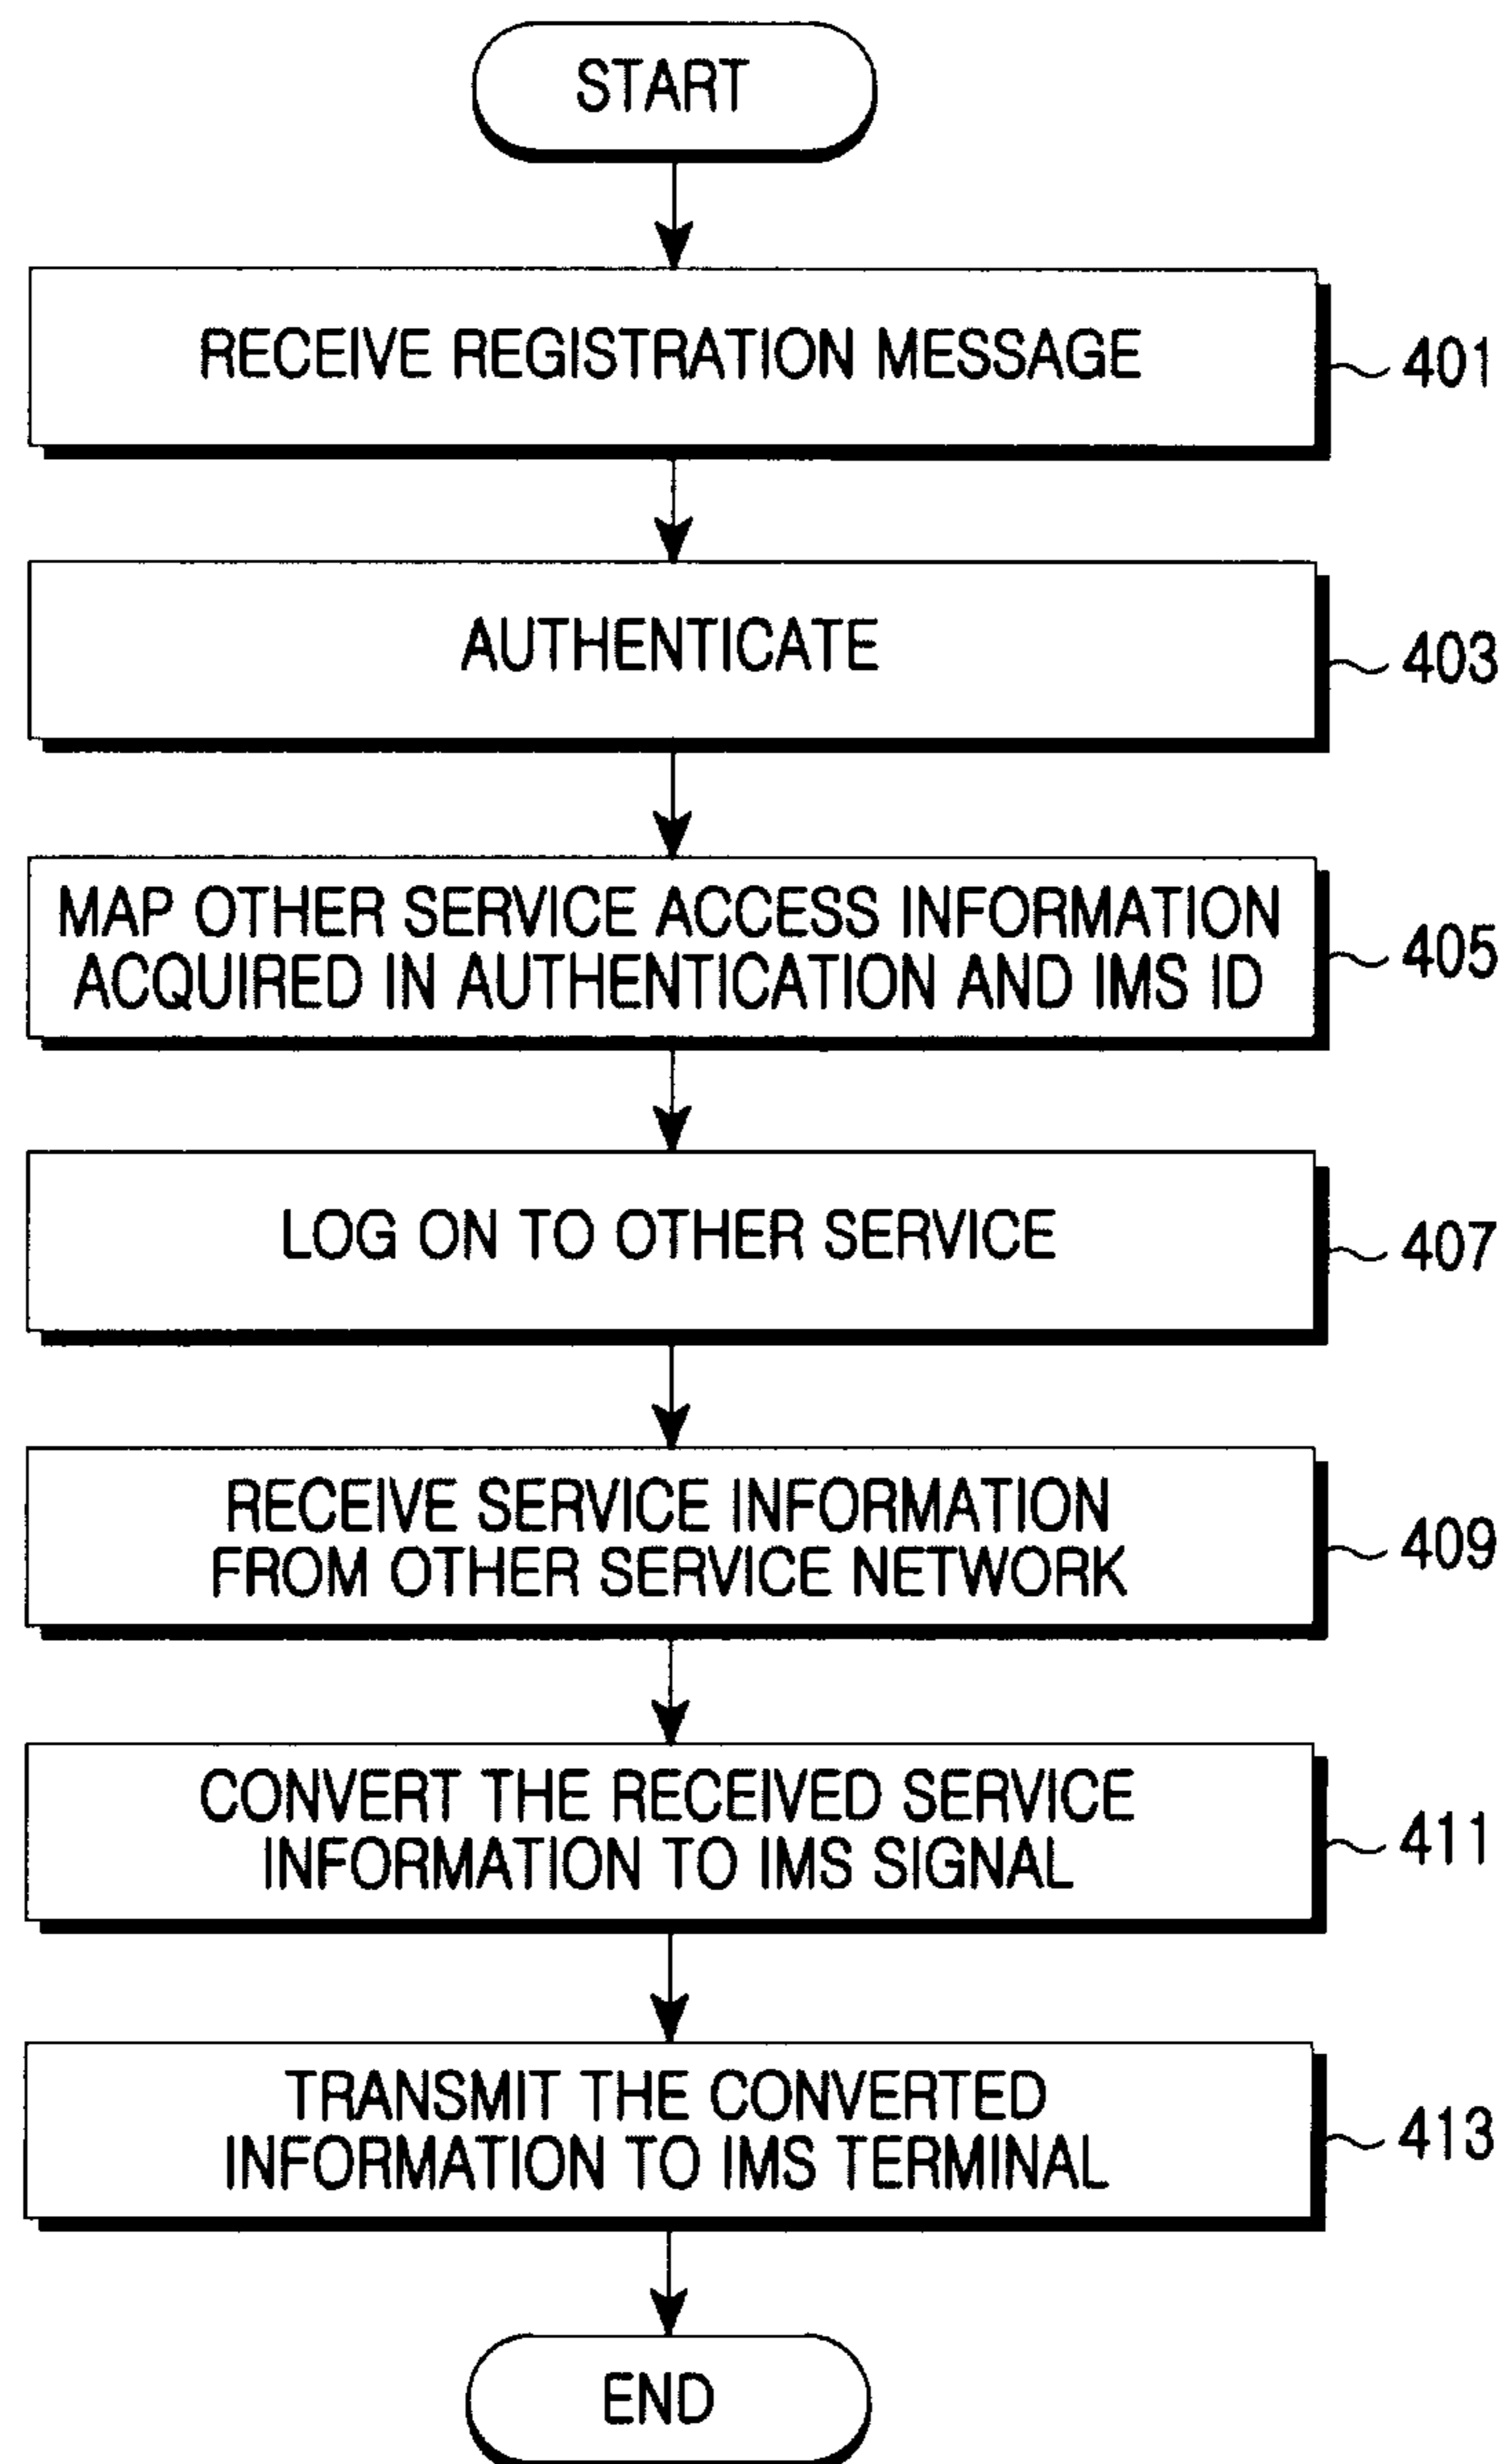 START
RECEIVE REGISTRATION MESSAGE
401
AUTHENTICATE
403
MAP OTHER SERVICE ACCESS INFORMATION
ACQUIRED IN AUTHENTICATION AND IMS ID
405
LOG ON TO OTHER SERVICE
407
RECEIVE SERVICE INFORMATION
FROM OTHER SERVICE NETWORK
409
CONVERT THE RECEIVED SERVICE
INFORMATION TO IMS SIGNAL
411
TRANSMIT THE CONVERTED
INFORMATION TO IMS TERMINAL
413
END